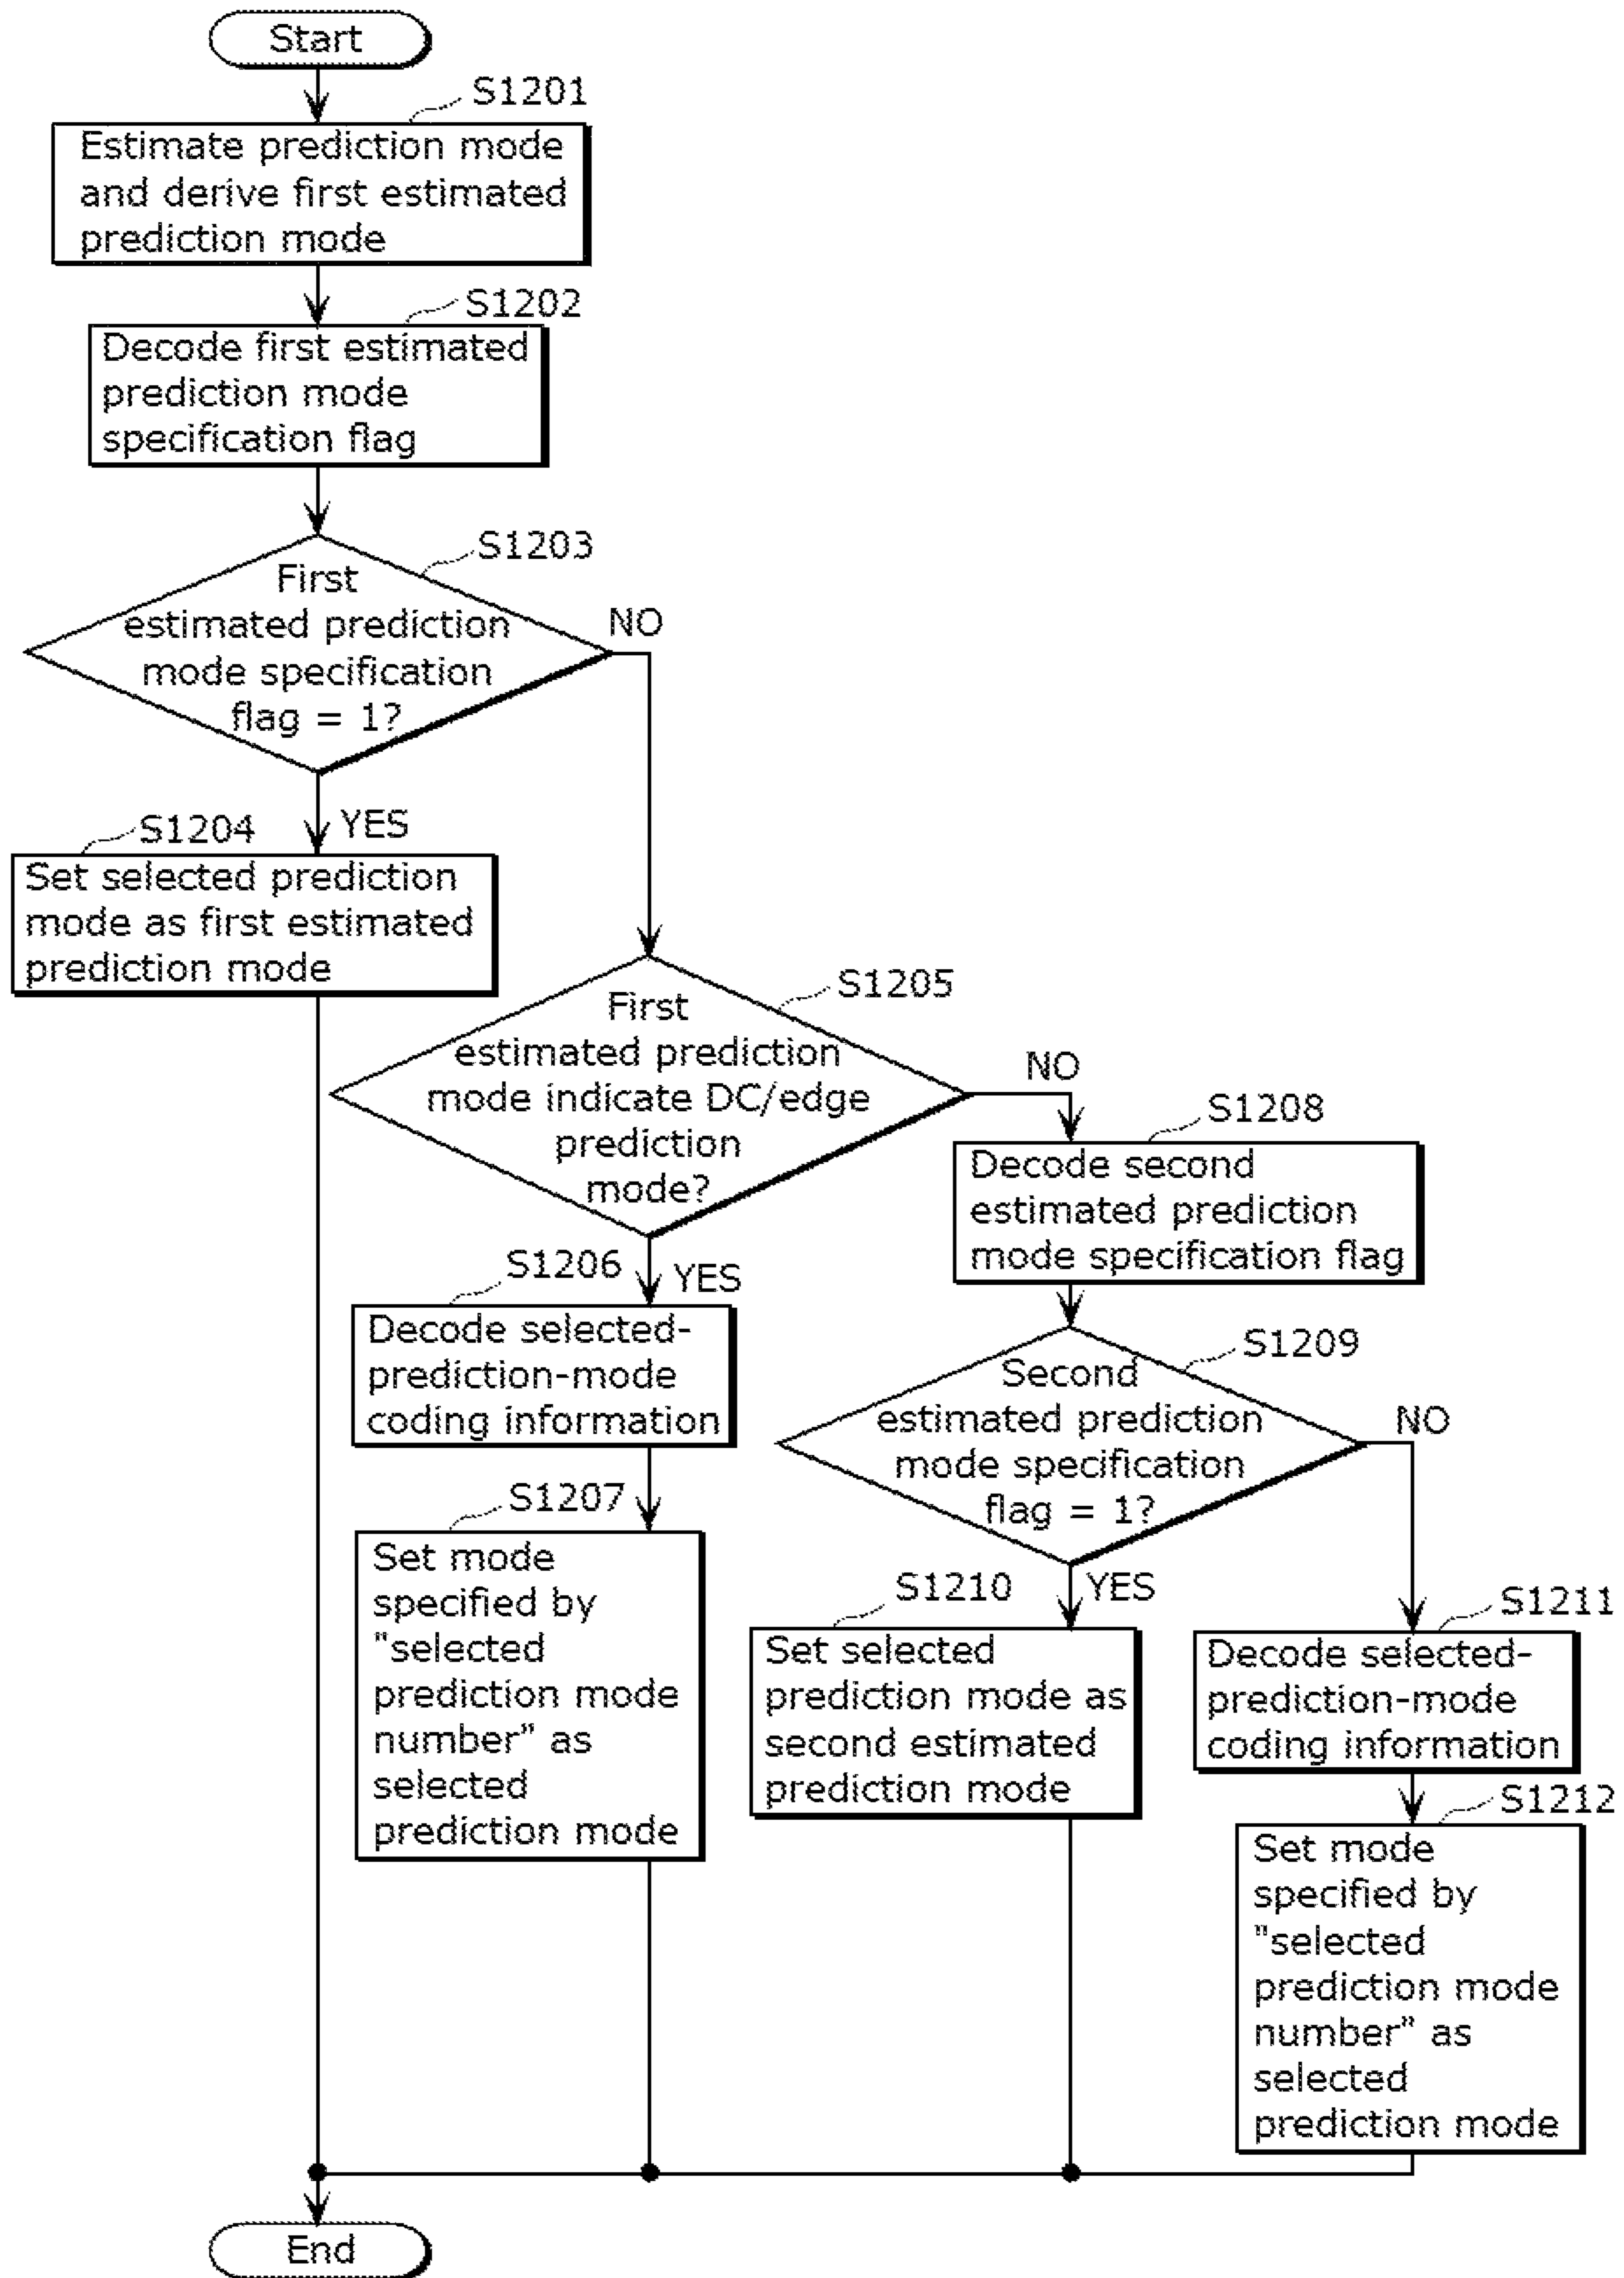 Start
S1201
Estimate prediction mode
and derive first estimated
prediction mode
S1202
Decode first estimated
prediction mode
specification flag
S1203
First
estimated prediction
mode specification
flag = 1?
NO
YES
S1204
Set selected prediction
mode as first estimated
prediction mode
S1205
First
estimated prediction
mode indicate DC/edge
prediction
mode?
NO
YES
S1206
Decode selected-
prediction-mode
coding information
S1207
Set mode
specified by
"selected
prediction mode
number" as
selected
prediction mode
S1208
Decode second
estimated prediction
mode specification flag
S1209
Second
estimated prediction
mode specification
flag = 1?
NO
YES
S1210
Set selected
prediction mode as
second estimated
prediction mode
S1211
Decode selected-
prediction-mode
coding information
S1212
Set mode
specified by
"selected
prediction mode
number" as
selected
prediction mode
End